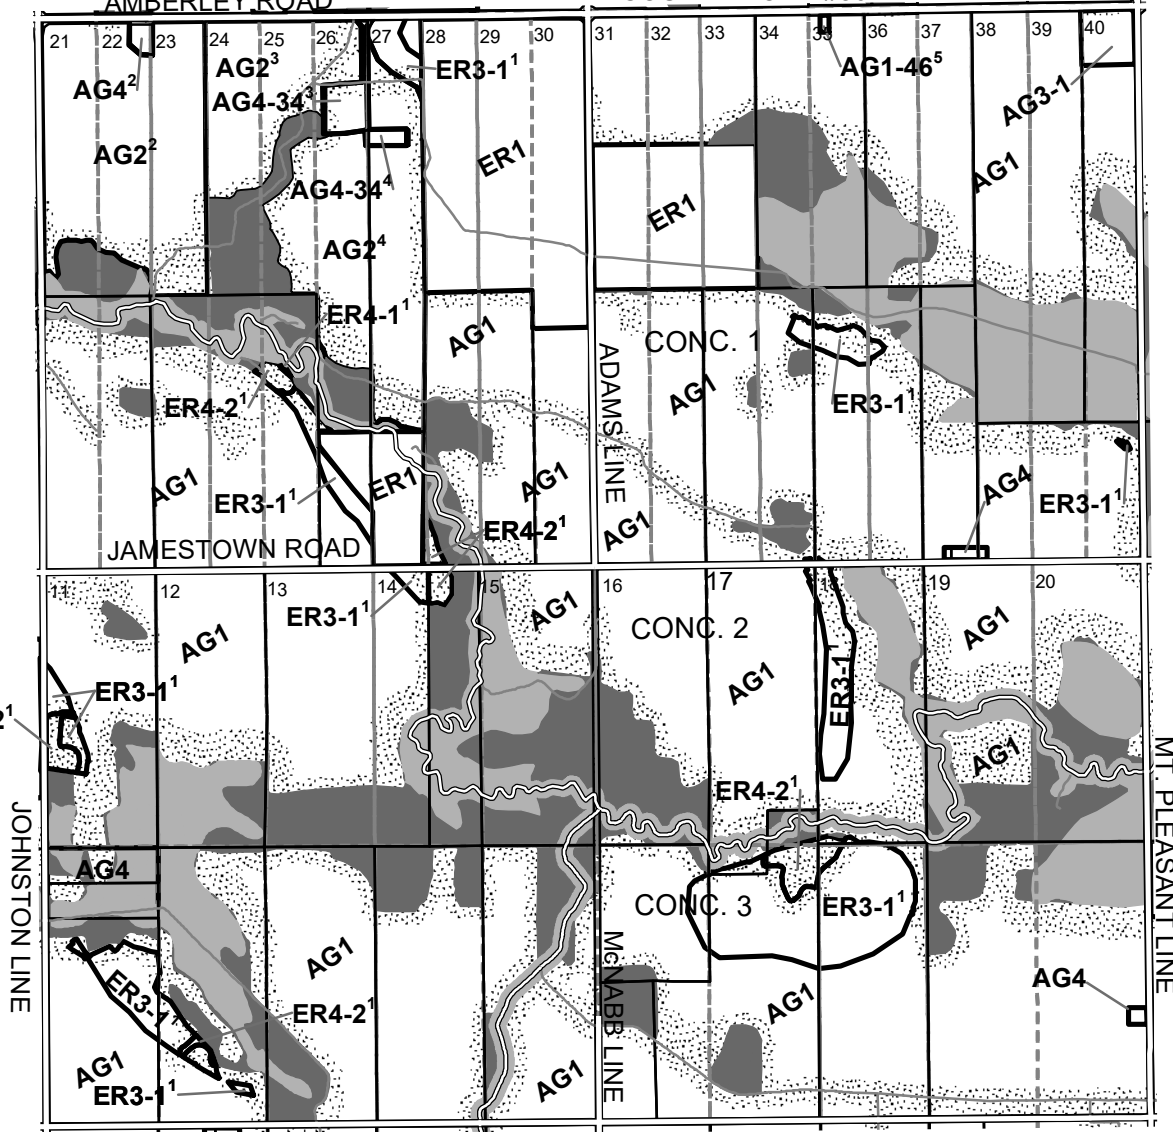 AMBERLEY ROAD
21 22 23 24 25 26 27 28 29 30 31 32 33 34 35 36 37 38 39 40
AG4²
AG2³
ER3-1¹
AG1-46⁵
AG4-34³
AG3-1
AG2²
ER1
AG1
AG4-34⁴
ER1
AG2⁴
ER4-1¹
AG1
CONC. 1
ADAMS LINE
AG1
ER4-2¹
ER3-1¹
AG1
ER3-1¹
ER1
AG1
AG4
ER3-1¹
ER4-2¹
AG1
JAMESTOWN ROAD
11 12 13 14 15 16 17 18 19 20
ER3-1¹
AG1
CONC. 2
AG1
AG1
ER3-1¹
AG1
ER3-1¹
2¹
AG1
MT. PLEASANT LINE
ER4-2¹
JOHNSTON LINE
AG4
CONC. 3
ER3-1¹
AG1
McNABB LINE
AG4
ER3-1¹
AG1
ER4-2¹
AG1
ER3-1¹
AG1